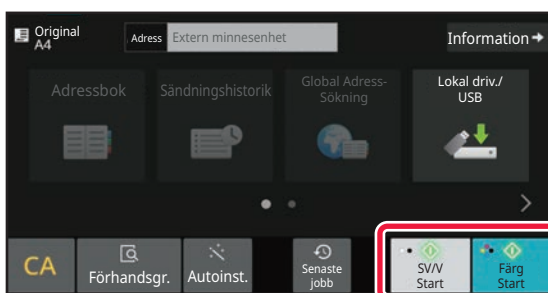 Original
A4
Adress
Extern minnesenhet
Information
Adressbok
Sändningshistorik
Global Adress-
Sökning
Lokal driv./
USB
CA
Förhandsgr.
Autoinst.
Senaste
jobb
SV/V
Start
Färg
Start